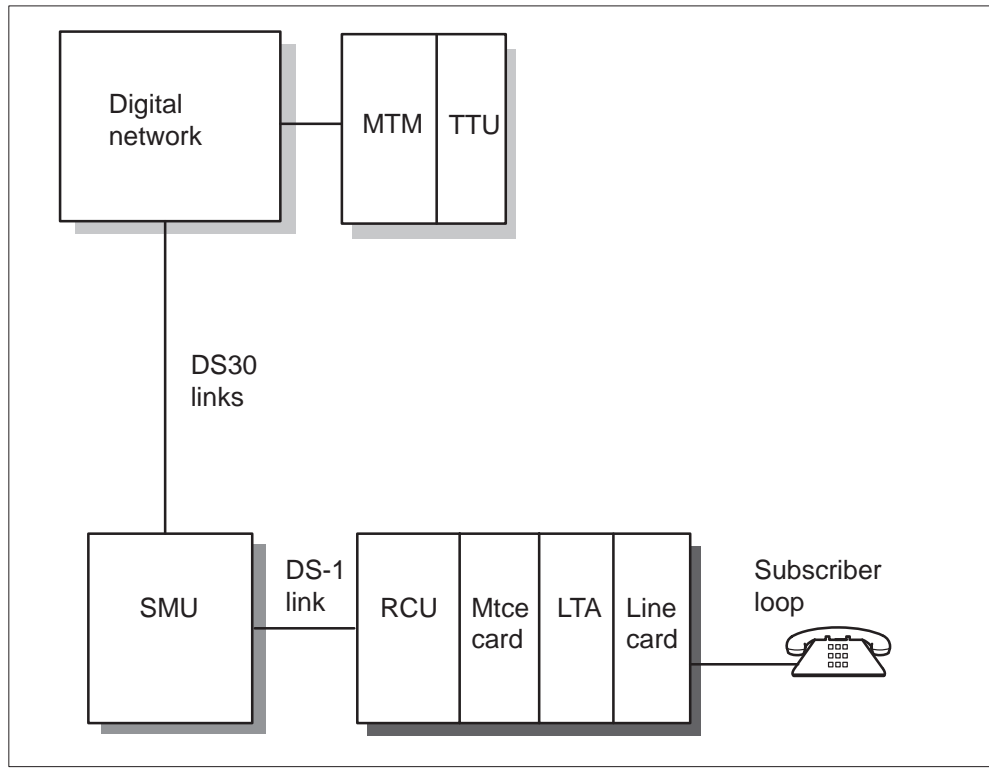 Digital
network
MTM
TTU
DS30
links
SMU
DS-1
link
RCU
Mtce
card
LTA
Line
card
Subscriber
loop